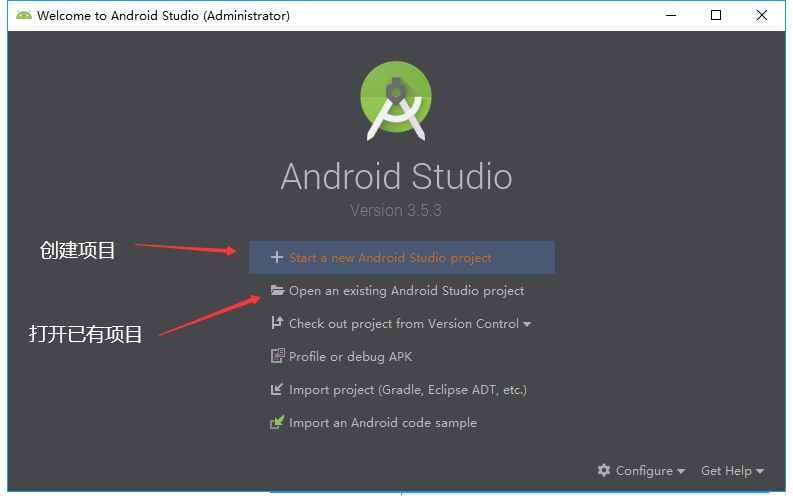 Welcome to Android Studio (Administrator)
Android Studio
Version 3.5.3
创建项目
Start a new Android Studio project
Open an existing Android Studio project
打开已有项目
Check out project from Version Control
Profile or debug APK
Import project (Gradle, Eclipse ADT, etc.)
Import an Android code sample
Configure
Get Help